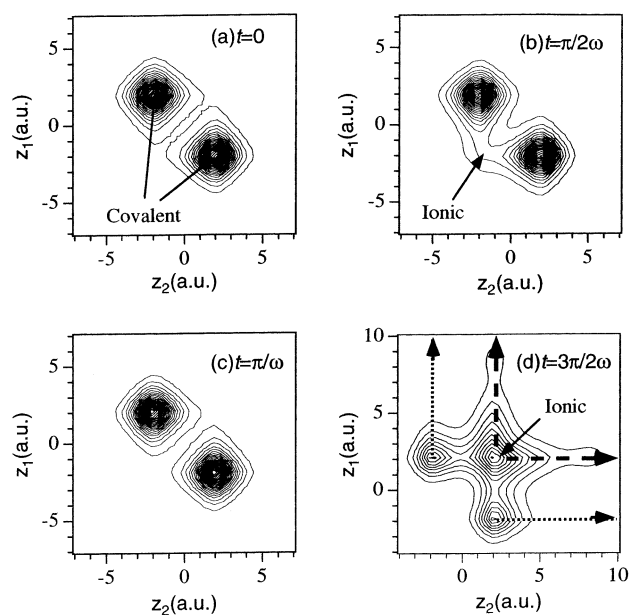 (a)t=0
5
0
-5
z1(a.u.)
Covalent
-5
0
5
z2(a.u.)
(b)t=π/2ω
5
0
-5
z1(a.u.)
Ionic
-5
0
5
z2(a.u.)
(c)t=π/ω
5
0
-5
z1(a.u.)
-5
0
5
z2(a.u.)
(d)t=3π/2ω
10
5
0
z1(a.u.)
Ionic
0
5
10
z2(a.u.)